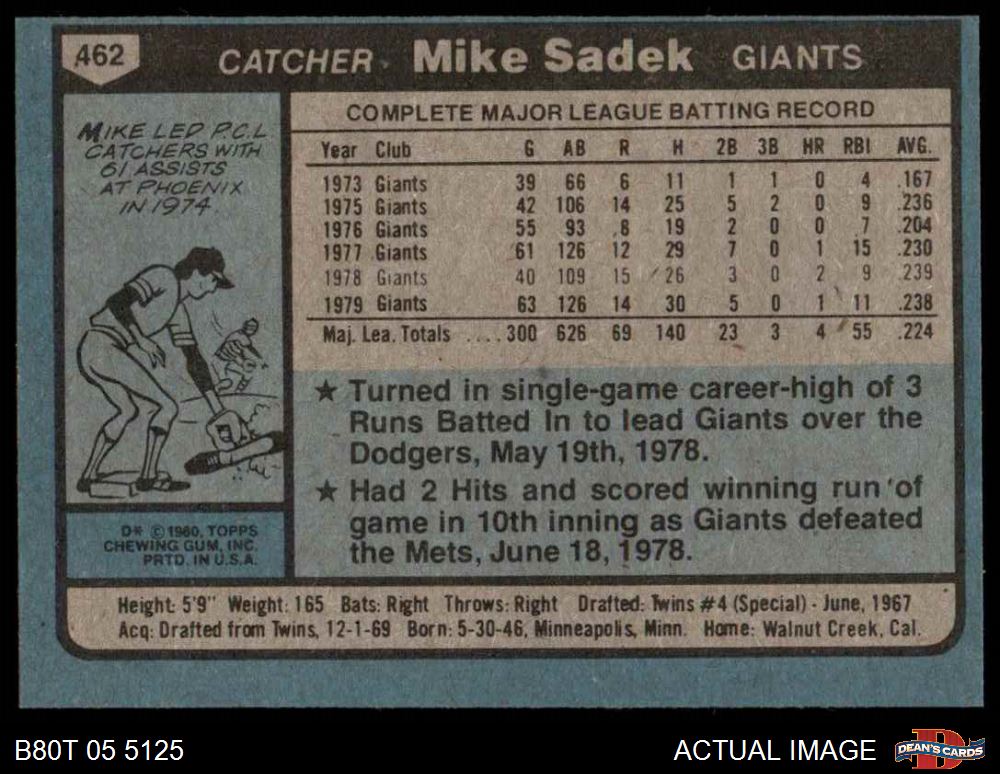 462
CATCHER Mike Sadek GIANTS
MIKE LED P.C.L
CATCHERS WITH
61 ASSISTS
AT PHOENIX
IN 1974
COMPLETE MAJOR LEAGUE BATTING RECORD
Year Club G AB R H 2B 3B HR RBI AVG.
1973 Giants 39 66 6 11 1 1 0 4 .167
1975 Giants 42 106 14 25 5 2 0 9 .236
1976 Giants 55 93 8 19 2 0 0 7 .204
1977 Giants 61 126 12 29 7 0 1 15 .230
1978 Giants 40 109 15 26 3 0 2 9 .239
1979 Giants 63 126 14 30 5 0 1 11 .238
Maj. Lea. Totals ....300 626 69 140 23 3 4 55 .224
★ Turned in single-game career-high of 3
Runs Batted In to lead Giants over the
Dodgers, May 19th, 1978.
★ Had 2 Hits and scored winning run of
game in 10th inning as Giants defeated
the Mets, June 18, 1978.
D* © 1980, TOPPS
CHEWING GUM, INC.
PRTD. IN U.S.A.
Height: 5'9" Weight: 165 Bats: Right Throws: Right Drafted: Twins #4 (Special) - June, 1967
Acq: Drafted from Twins, 12-1-69 Born: 5-30-46, Minneapolis, Minn. Home: Walnut Creek, Cal.
B80T 05 5125
ACTUAL IMAGE
D
DEAN'S CARDS